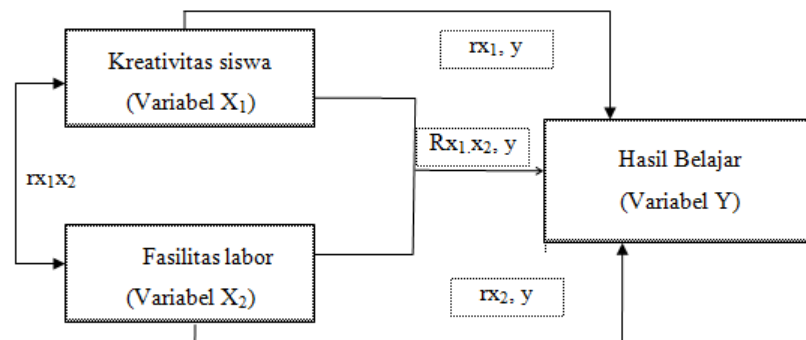 Kreativitas siswa
(Variabel X₁)
rx₁, y
Rx₁.x₂, y
Hasil Belajar
(Variabel Y)
rx₁x₂
Fasilitas labor
(Variabel X₂)
rx₂, y